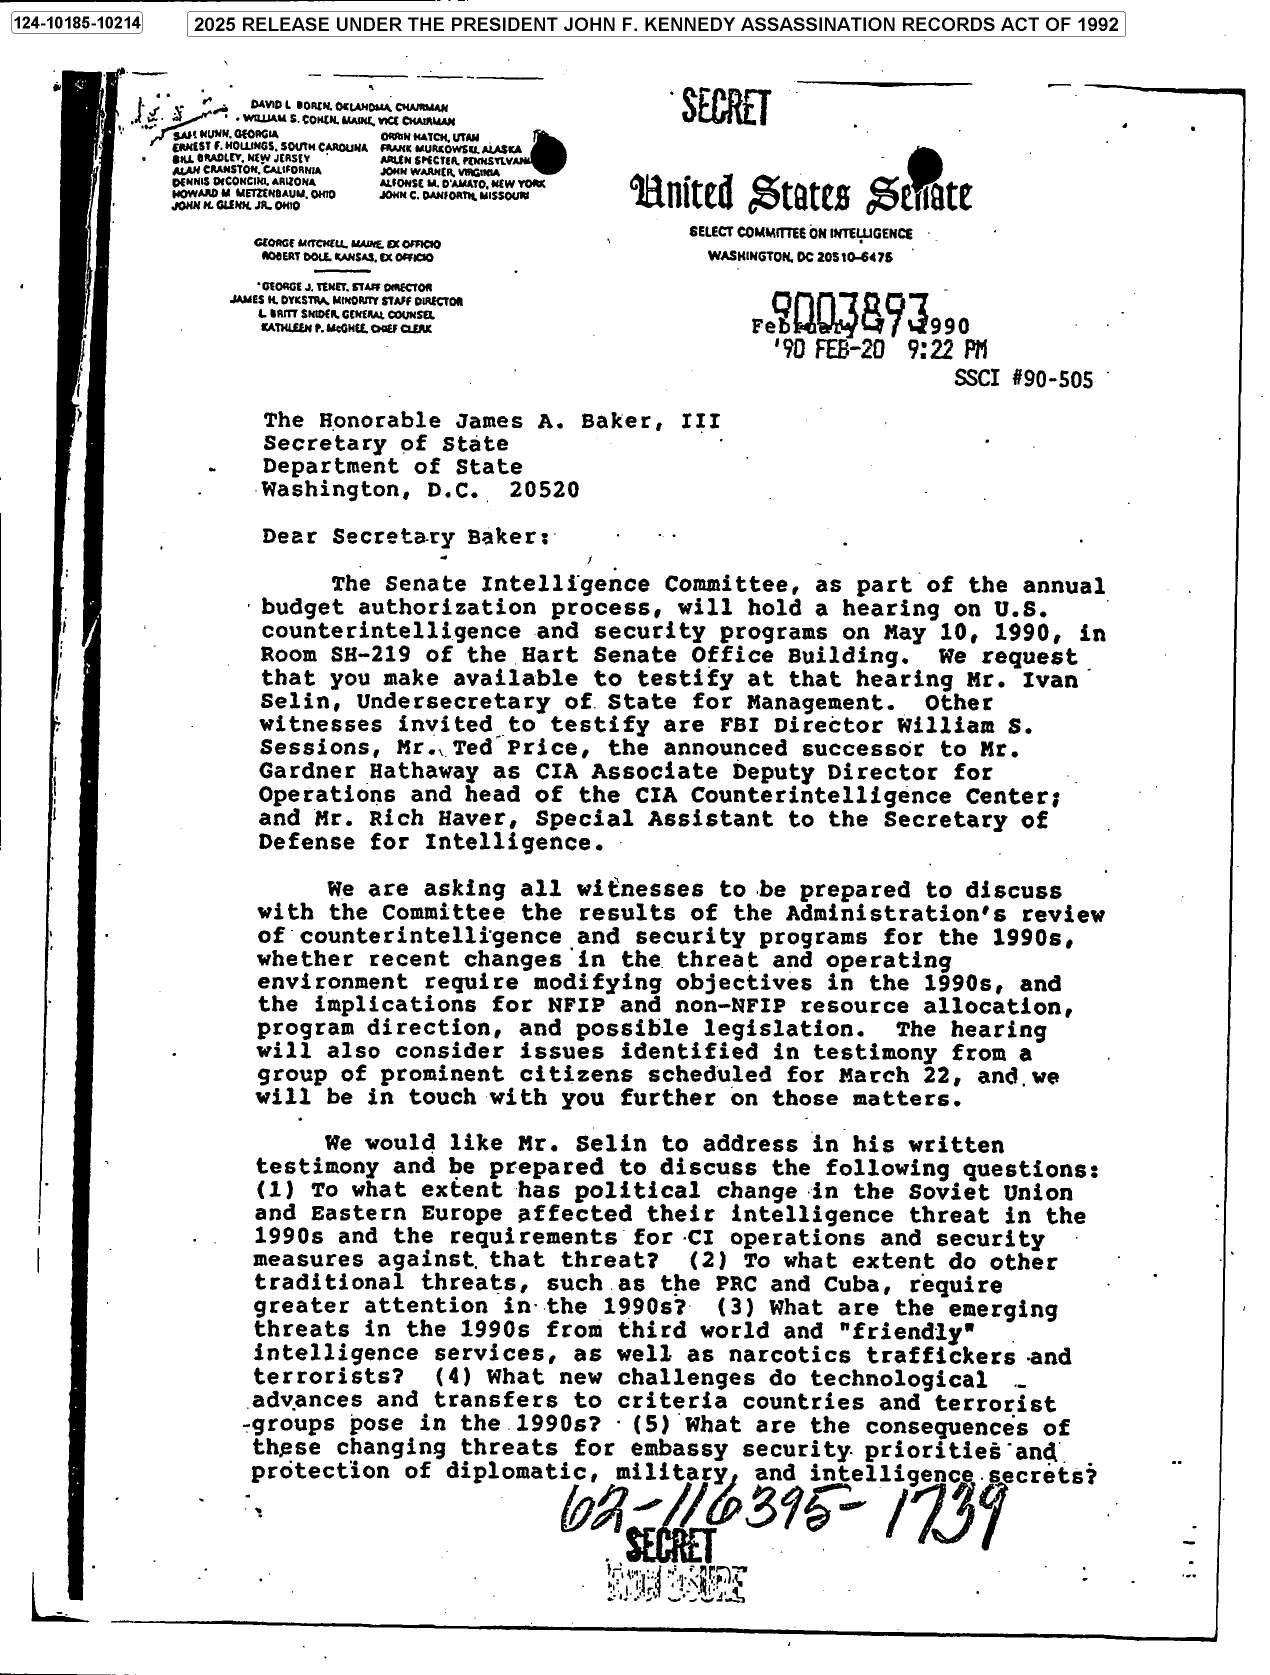 124-10185-10214
2025 RELEASE UNDER THE PRESIDENT JOHN F. KENNEDY ASSASSINATION RECORDS ACT OF 1992
DAVID L. BOREN, OKLAHOMA, CHAIRMAN
WILLIAM S. COHEN, MAINE, VICE CHAIRMAN
SAM NUNN, GEORGIA
ERNEST F. HOLLINGS, SOUTH CAROLINA
BILL BRADLEY, NEW JERSEY
ALAN CRANSTON, CALIFORNIA
DENNIS DeCONCINI, ARIZONA
HOWARD M. METZENBAUM, OHIO
JOHN H. GLENN, JR., OHIO
ORRIN HATCH, UTAH
FRANK MURKOWSKI, ALASKA
ARLEN SPECTER, PENNSYLVANIA
JOHN WARNER, VIRGINIA
ALFONSE M. D'AMATO, NEW YORK
JOHN C. DANFORTH, MISSOURI
GEORGE MITCHELL, MAINE, EX OFFICIO
ROBERT DOLE, KANSAS, EX OFFICIO
GEORGE J. TENET, STAFF DIRECTOR
JAMES H. DYKSTRA, MINORITY STAFF DIRECTOR
L. BRITT SNIDER, GENERAL COUNSEL
KATHLEEN P. McGHEE, CHIEF CLERK
SECRET
United States Senate
SELECT COMMITTEE ON INTELLIGENCE
WASHINGTON, DC 20510-6475
9003893
February 1990
'90 FEB-20 9:22 PM
SSCI #90-505
The Honorable James A. Baker, III
Secretary of State
Department of State
Washington, D.C. 20520
Dear Secretary Baker:
The Senate Intelligence Committee, as part of the annual
budget authorization process, will hold a hearing on U.S.
counterintelligence and security programs on May 10, 1990, in
Room SH-219 of the Hart Senate Office Building. We request
that you make available to testify at that hearing Mr. Ivan
Selin, Undersecretary of State for Management. Other
witnesses invited to testify are FBI Director William S.
Sessions, Mr. Ted Price, the announced successor to Mr.
Gardner Hathaway as CIA Associate Deputy Director for
Operations and head of the CIA Counterintelligence Center;
and Mr. Rich Haver, Special Assistant to the Secretary of
Defense for Intelligence.
We are asking all witnesses to be prepared to discuss
with the Committee the results of the Administration's review
of counterintelligence and security programs for the 1990s,
whether recent changes in the threat and operating
environment require modifying objectives in the 1990s, and
the implications for NFIP and non-NFIP resource allocation,
program direction, and possible legislation. The hearing
will also consider issues identified in testimony from a
group of prominent citizens scheduled for March 22, and we
will be in touch with you further on those matters.
We would like Mr. Selin to address in his written
testimony and be prepared to discuss the following questions:
(1) To what extent has political change in the Soviet Union
and Eastern Europe affected their intelligence threat in the
1990s and the requirements for CI operations and security
measures against that threat? (2) To what extent do other
traditional threats, such as the PRC and Cuba, require
greater attention in the 1990s? (3) What are the emerging
threats in the 1990s from third world and "friendly"
intelligence services, as well as narcotics traffickers and
terrorists? (4) What new challenges do technological
advances and transfers to criteria countries and terrorist
groups pose in the 1990s? (5) What are the consequences of
these changing threats for embassy security priorities and
protection of diplomatic, military, and intelligence secrets?
62-116395-1739
SECRET